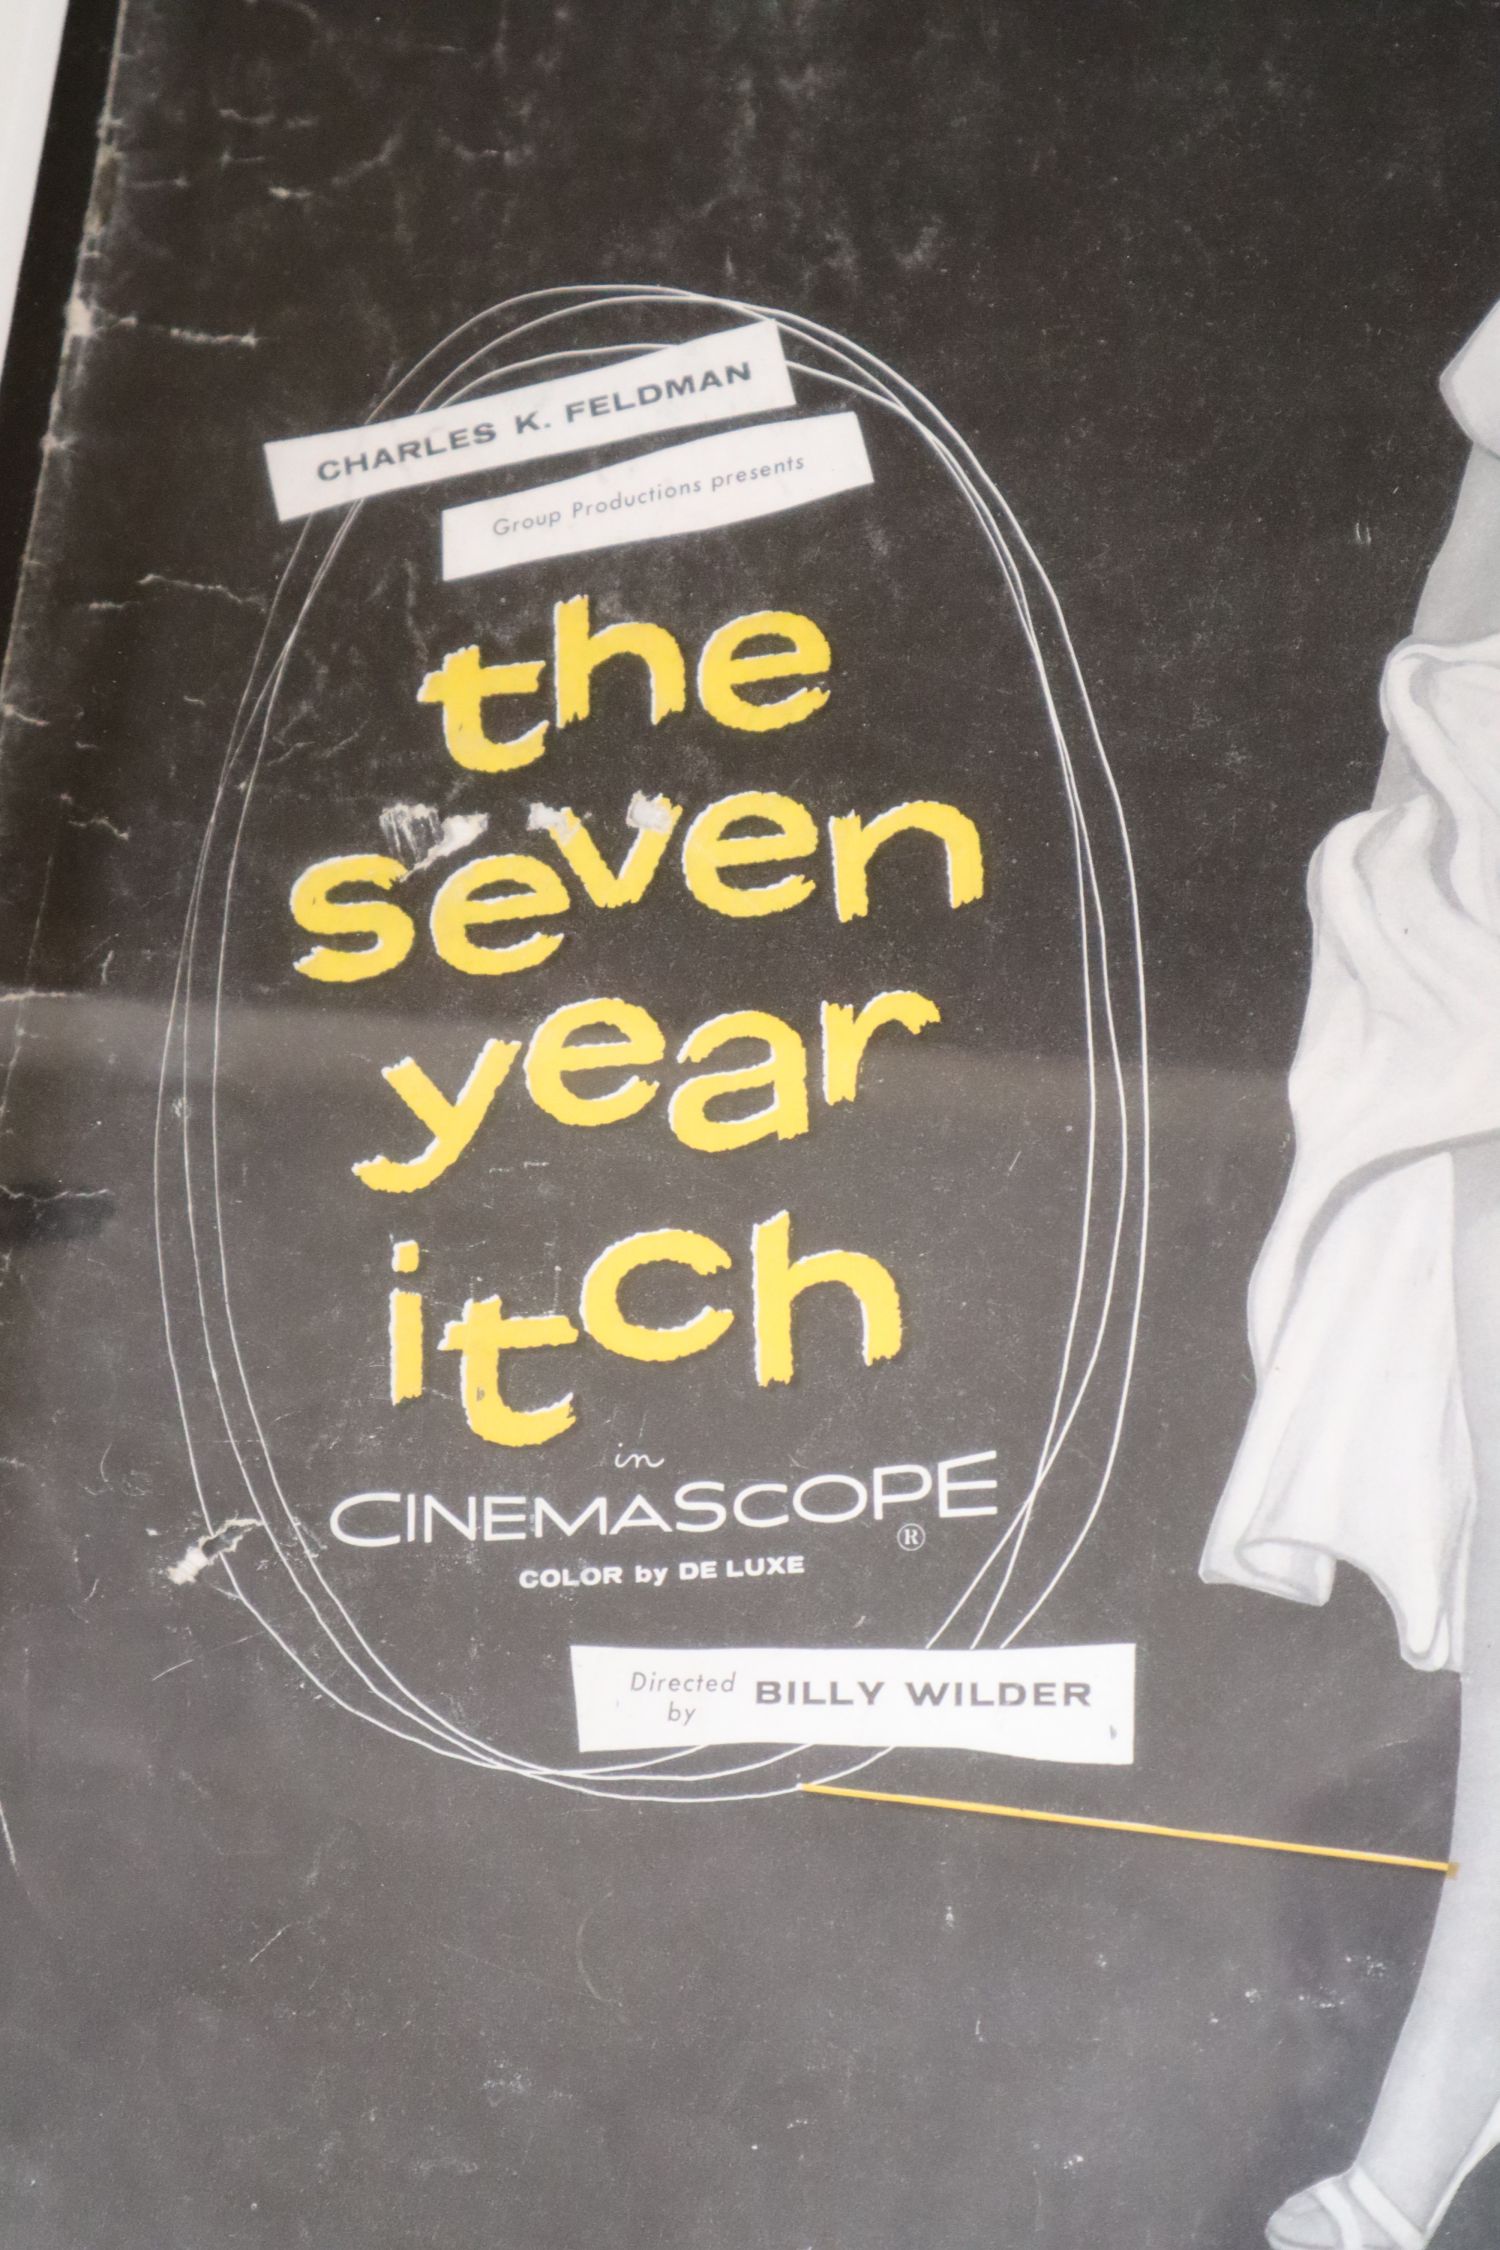 CHARLES K. FELDMAN
Group Productions presents
the
seven
year
itch
in
CINEMASCOPE
®
COLOR by DE LUXE
Directed
by BILLY WILDER